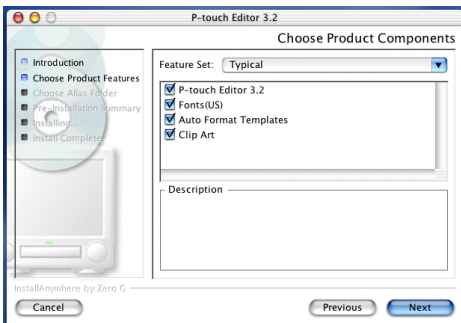 P-touch Editor 3.2
Choose Product Components
Introduction
Choose Product Features
Choose Alias Folder
Pre-Installation Summary
Installing...
Install Complete
Feature Set: Typical
P-touch Editor 3.2
Fonts(US)
Auto Format Templates
Clip Art
Description
InstallAnywhere by Zero G
Cancel Previous Next